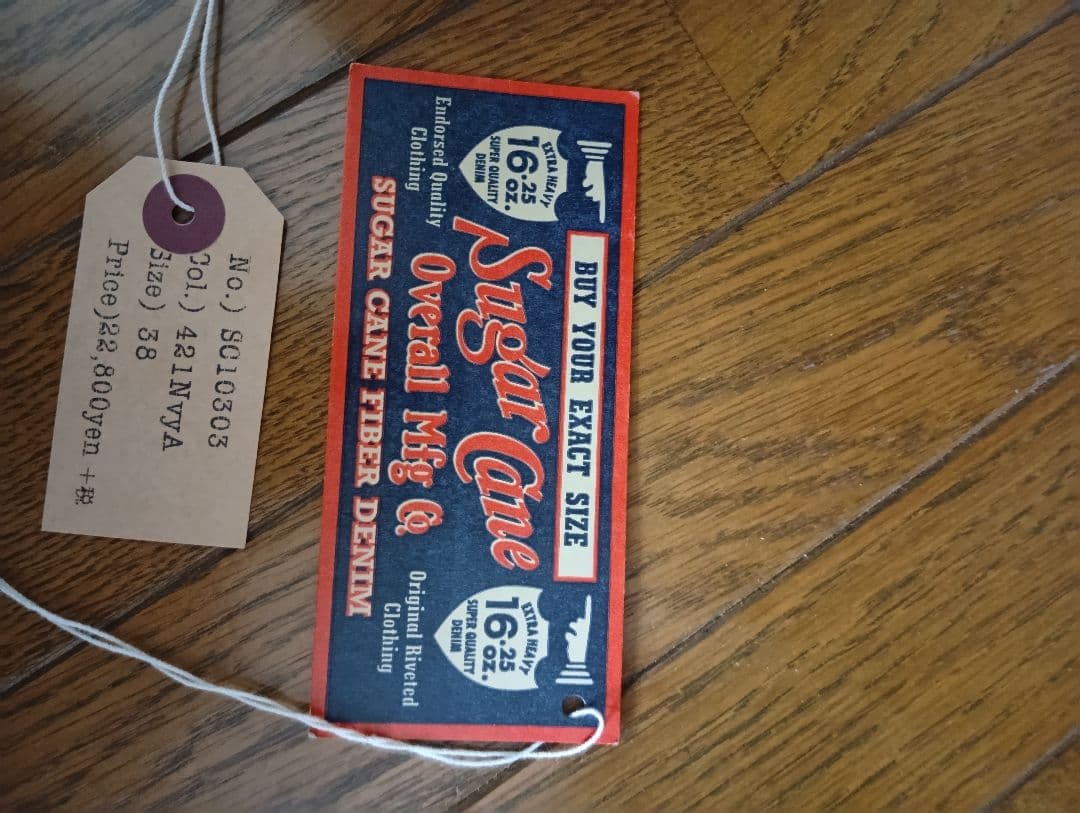 No.) SC10303
Col.) 421NvyA
Size) 38
Price)22,800yen +税
BUY YOUR EXACT SIZE
EXTRA HEAVY
16.25 oz.
SUPER QUALITY
DENIM
Sugar Cane
EXTRA HEAVY
16.25 oz.
SUPER QUALITY
DENIM
Endorsed Quality
Clothing
Overall Mfg Co.
Original Riveted
Clothing
SUGAR CANE FIBER DENIM